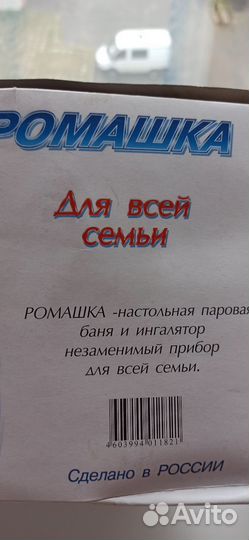 РОМАШКА
Для всей
семьи
РОМАШКА -настольная паровая
баня и ингалятор
незаменимый прибор
для всей семьи.
4603994011821
Сделано в РОССИИ
Avito